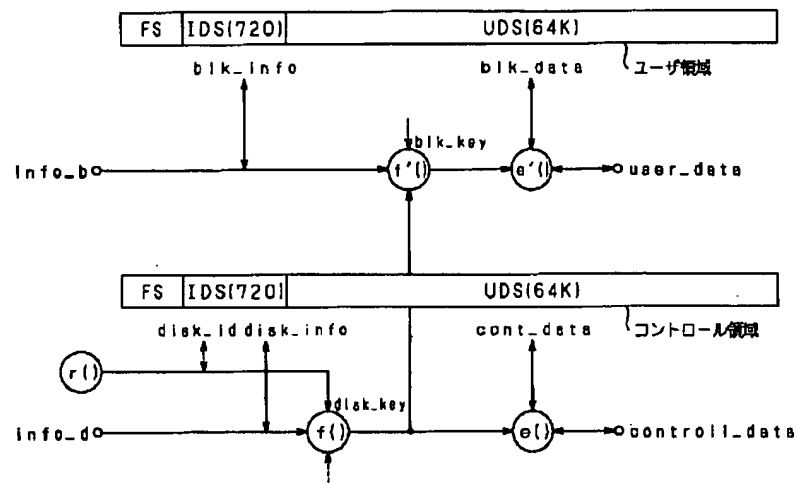 FS IDS(720) UDS(64K)
blk_info blk_data ユーザ領域
blk_key
info_b f'() e'() user_data
FS IDS(720) UDS(64K)
disk_id disk_info cont_data コントロール領域
r()
disk_key
info_d f() e() controll_data